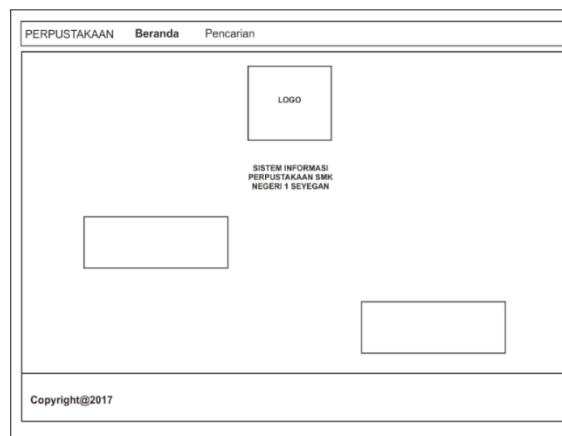 PERPUSTAKAAN Beranda Pencarian
LOGO
SISTEM INFORMASI
PERPUSTAKAAN SMK
NEGERI 1 SEYEGAN
Copyright@2017